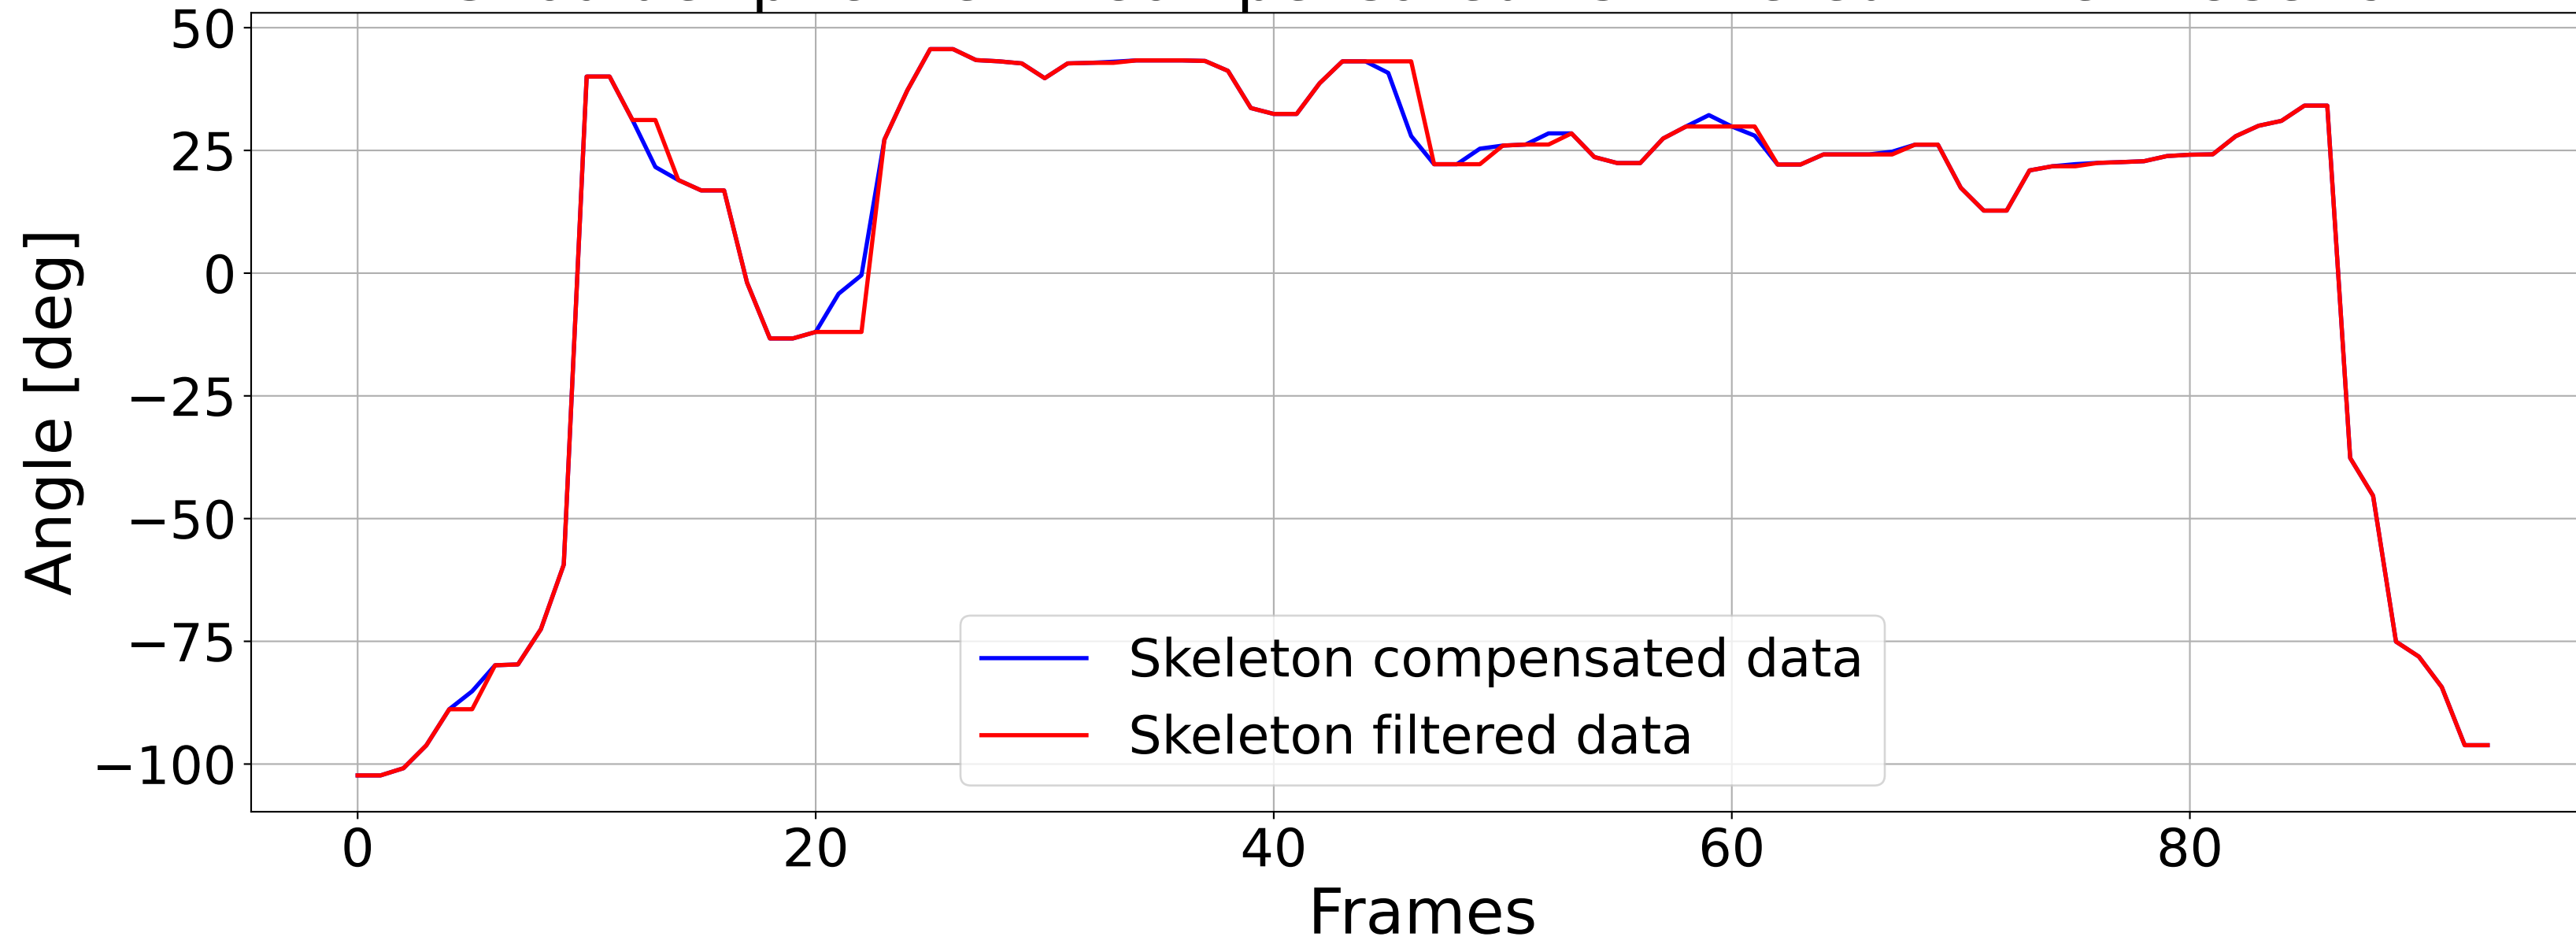 50
25
0
−25
−50
−75
−100
Angle [deg]
Skeleton compensated data
Skeleton filtered data
0 20 40 60 80
Frames